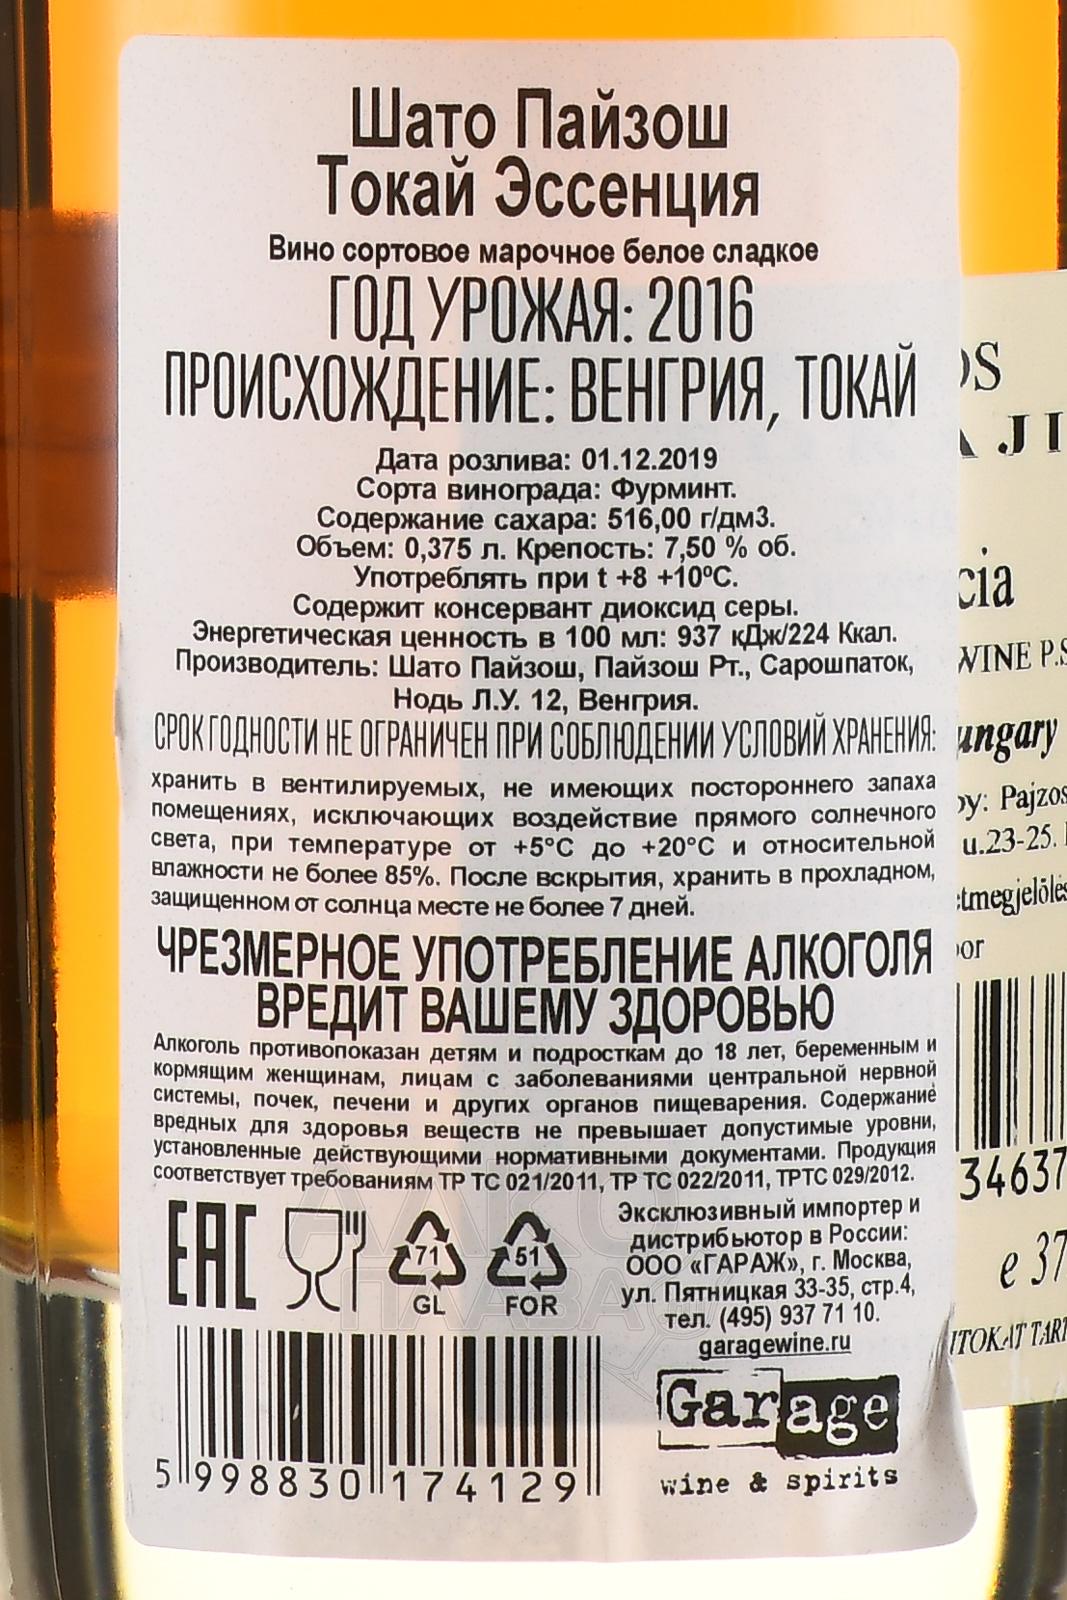 Шато Пайзош
Токай Эссенция
Вино сортовое марочное белое сладкое
ГОД УРОЖАЯ: 2016
ПРОИСХОЖДЕНИЕ: ВЕНГРИЯ, ТОКАЙ
Дата розлива: 01.12.2019
Сорта винограда: Фурминт.
Содержание сахара: 516,00 г/дм3.
Объем: 0,375 л. Крепость: 7,50 % об.
Употреблять при t +8 +10ºС.
Содержит консервант диоксид серы.
Энергетическая ценность в 100 мл: 937 кДж/224 Ккал.
Производитель: Шато Пайзош, Пайзош Рт., Сарошпаток,
Нодь Л.У. 12, Венгрия.
СРОК ГОДНОСТИ НЕ ОГРАНИЧЕН ПРИ СОБЛЮДЕНИИ УСЛОВИЙ ХРАНЕНИЯ:
хранить в вентилируемых, не имеющих постороннего запаха
помещениях, исключающих воздействие прямого солнечного
света, при температуре от +5°С до +20°С и относительной
влажности не более 85%. После вскрытия, хранить в прохладном,
защищенном от солнца месте не более 7 дней.
ЧРЕЗМЕРНОЕ УПОТРЕБЛЕНИЕ АЛКОГОЛЯ
ВРЕДИТ ВАШЕМУ ЗДОРОВЬЮ
Алкоголь противопоказан детям и подросткам до 18 лет, беременным и
кормящим женщинам, лицам с заболеваниями центральной нервной
системы, почек, печени и других органов пищеварения. Содержание
вредных для здоровья веществ не превышает допустимые уровни,
установленные действующими нормативными документами. Продукция
соответствует требованиям ТР ТС 021/2011, ТР ТС 022/2011, ТРТС 029/2012.
EAC
71
GL
51
FOR
Эксклюзивный импортер и
дистрибьютор в России:
ООО «ГАРАЖ», г. Москва,
ул. Пятницкая 33-35, стр.4,
тел. (495) 937 71 10.
garagewine.ru
Garage
wine & spirits
5 998830 174129
OS
JI
cia
WINE P.S
ungary
by: Pajzos
u.23-25.
etmegjelölés
oor
34637
e 37